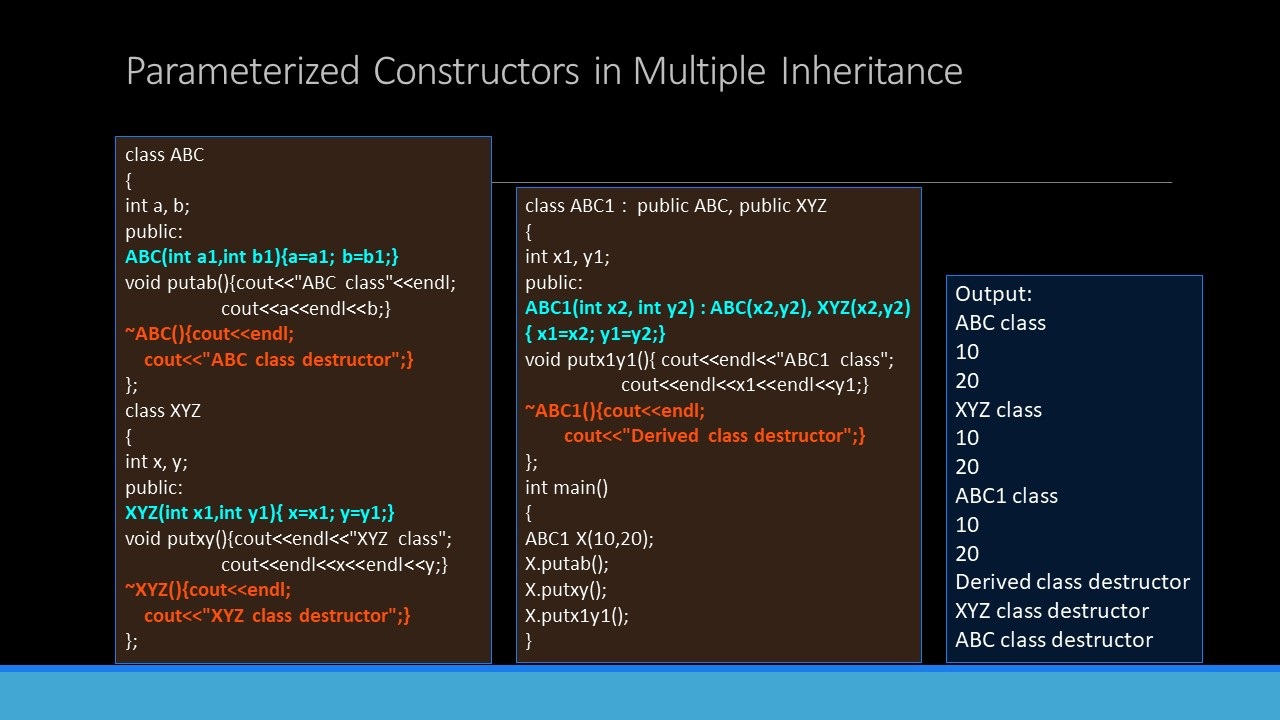 Parameterized Constructors in Multiple Inheritance
class ABC
{
int a, b;
public:
ABC(int a1,int b1){a=a1; b=b1;}
void putab(){cout<<"ABC class"<<endl;
cout<<a<<endl<<b;}
~ABC(){cout<<endl;
cout<<"ABC class destructor";}
};
class XYZ
{
int x, y;
public:
XYZ(int x1,int y1){ x=x1; y=y1;}
void putxy(){cout<<endl<<"XYZ class";
cout<<endl<<x<<endl<<y;}
~XYZ(){cout<<endl;
cout<<"XYZ class destructor";}
};
class ABC1 : public ABC, public XYZ
{
int x1, y1;
public:
ABC1(int x2, int y2) : ABC(x2,y2), XYZ(x2,y2)
{ x1=x2; y1=y2;}
void putx1y1(){ cout<<endl<<"ABC1 class";
cout<<endl<<x1<<endl<<y1;}
~ABC1(){cout<<endl;
cout<<"Derived class destructor";}
};
int main()
{
ABC1 X(10,20);
X.putab();
X.putxy();
X.putx1y1();
}
Output:
ABC class
10
20
XYZ class
10
20
ABC1 class
10
20
Derived class destructor
XYZ class destructor
ABC class destructor